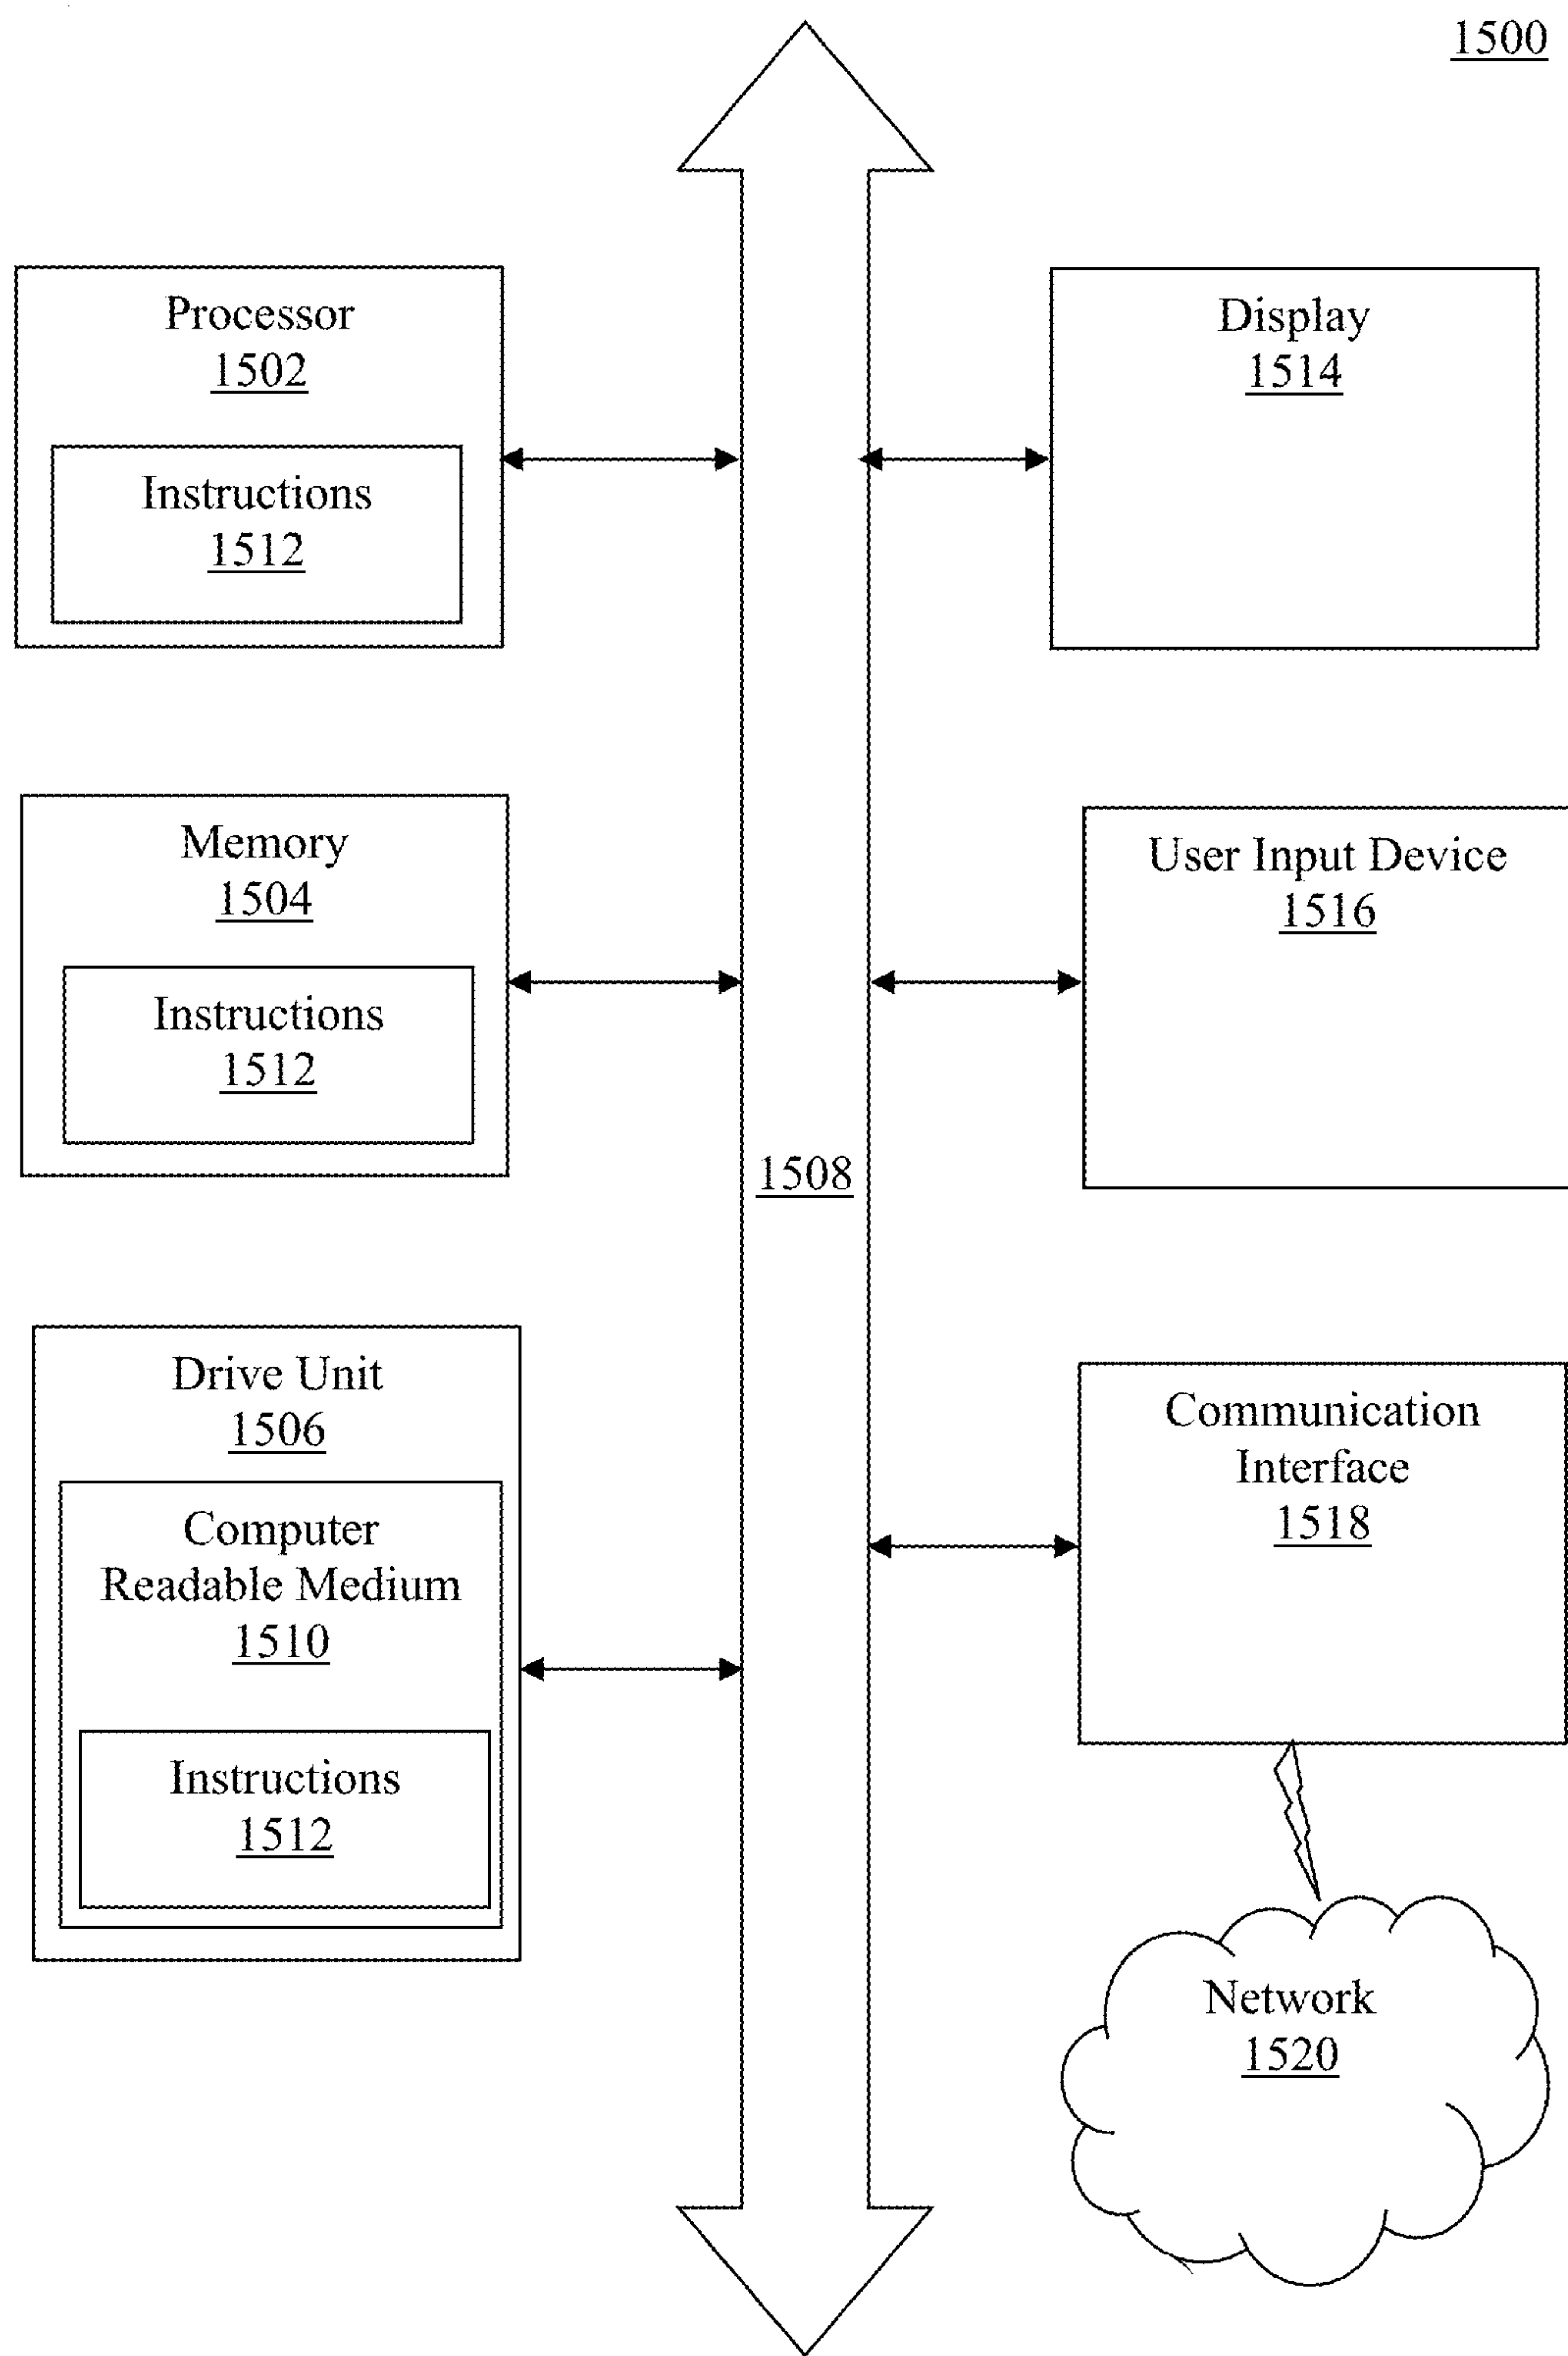 1500
Processor
1502
Instructions
1512
Display
1514
Memory
1504
Instructions
1512
User Input Device
1516
1508
Drive Unit
1506
Computer
Readable Medium
1510
Instructions
1512
Communication
Interface
1518
Network
1520